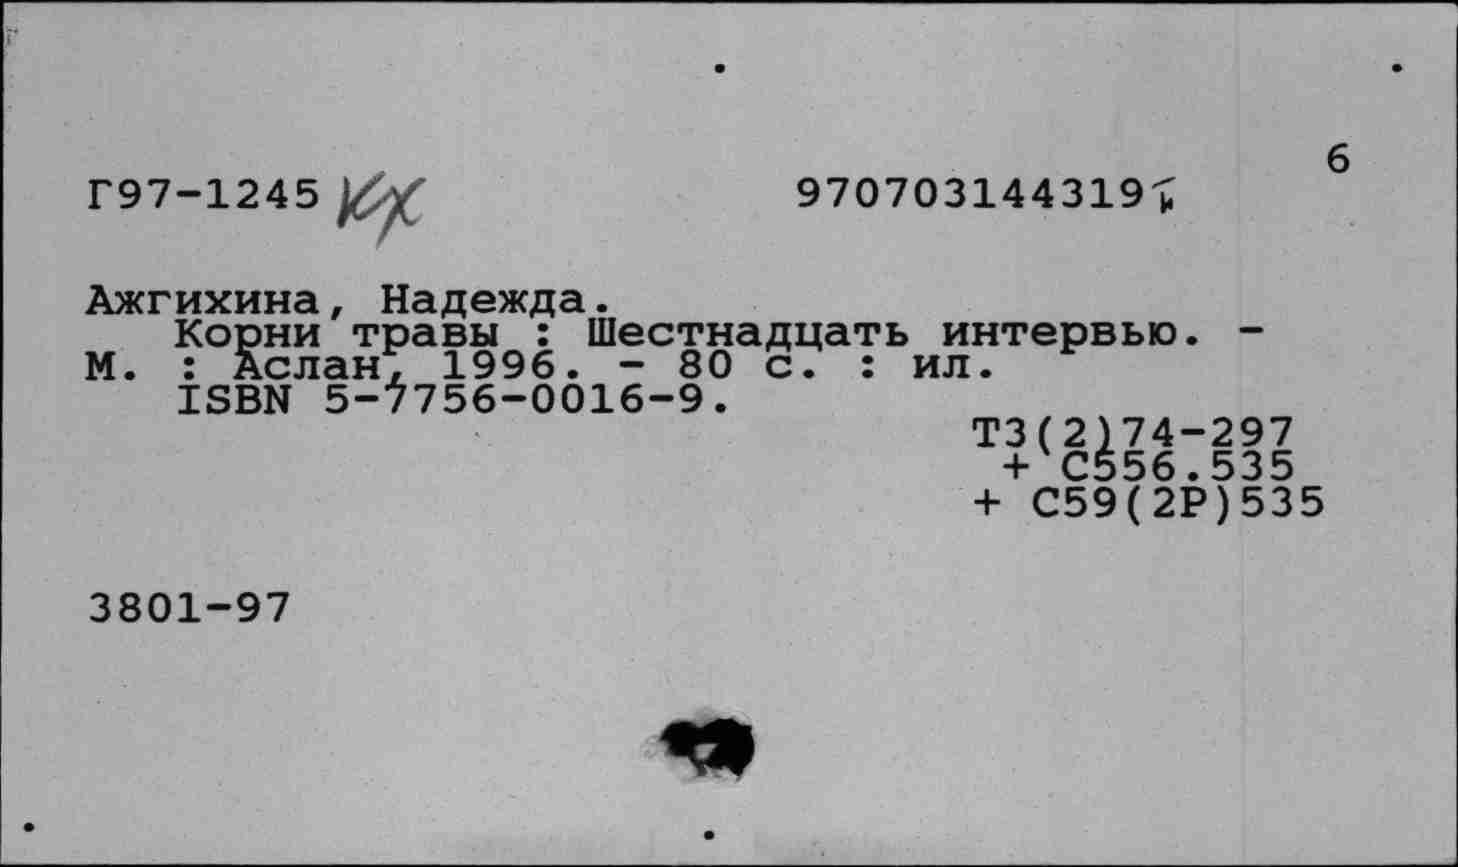 6
Г97-1245 970703144319
Ажгихина, Надежда.
Корни травы : Шестнадцать интервью. -
М. : Аслан, 1996. - 80 с. : ил.
ISBN 5-7756-0016-9.
Т3(2)74-297
+ С556.535
+ С59(2Р)535
3801-97